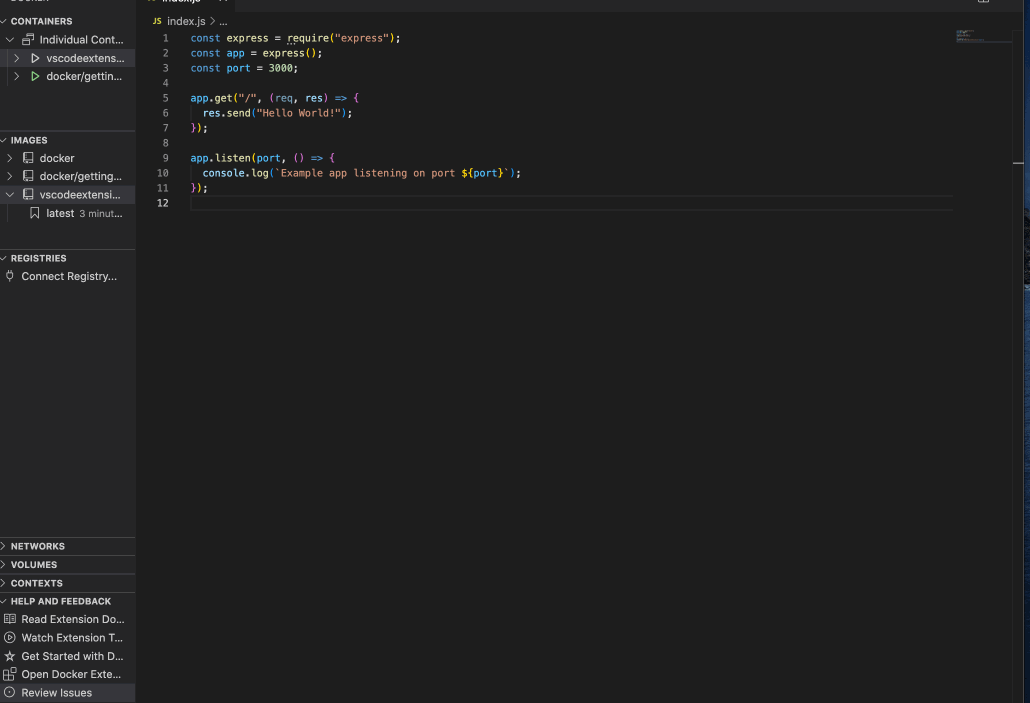 CONTAINERS
Individual Cont...
vscodeextens...
docker/gettin...
IMAGES
docker
docker/getting...
vscodeextensi...
latest 3 minut...
REGISTRIES
Connect Registry...
NETWORKS
VOLUMES
CONTEXTS
HELP AND FEEDBACK
Read Extension Do...
Watch Extension T...
Get Started with D...
Open Docker Exte...
Review Issues
JS index.js > ...
1 const express = require("express");
2 const app = express();
3 const port = 3000;
4
5 app.get("/", (req, res) => {
6 res.send("Hello World!");
7 });
8
9 app.listen(port, () => {
10 console.log(`Example app listening on port ${port}`);
11 });
12